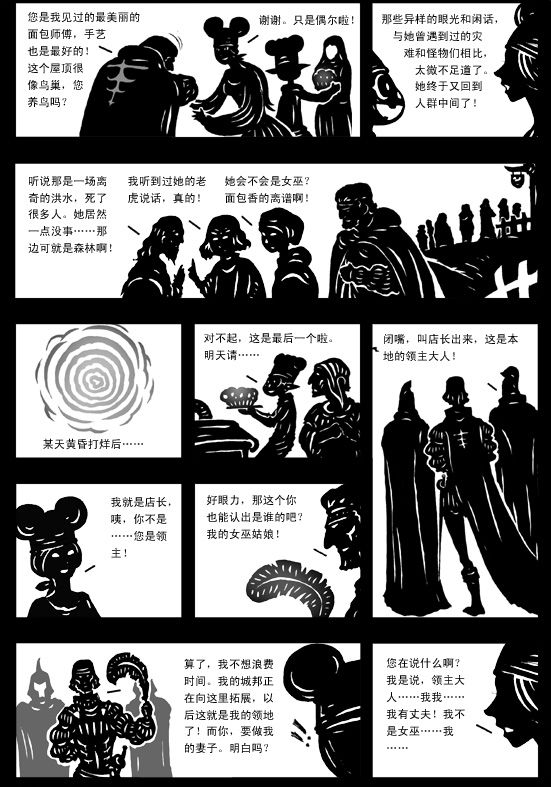 您是我见过的最美丽的
面包师傅，手艺
也是最好的！
这个屋顶很
像鸟巢，您
养鸟吗？
谢谢。只是偶尔啦！
那些异样的眼光和闲话，
与她曾遇到过的灾
难和怪物们相比，
太微不足道了。
她终于又回到
人群中间了！
听说那是一场离
奇的洪水，死了
很多人。她居然
一点没事……那
边可就是森林啊！
我听到过她的老
虎说话，真的！
她会不会是女巫？
面包香的离谱啊！
某天黄昏打烊后……
对不起，这是最后一个啦。
明天请……
闭嘴，叫店长出来，这是本
地的领主大人！
我就是店长，
咦，你不是
……您是领
主！
好眼力，那这个你
也能认出是谁的吧？
我的女巫姑娘！
算了，我不想浪费
时间。我的城邦正
在向这里拓展，以
后这就是我的领地
了！而你，要做我
的妻子。明白吗？
您在说什么啊？
我是说，领主大
人……我我……
我有丈夫！我不
是女巫……我
……